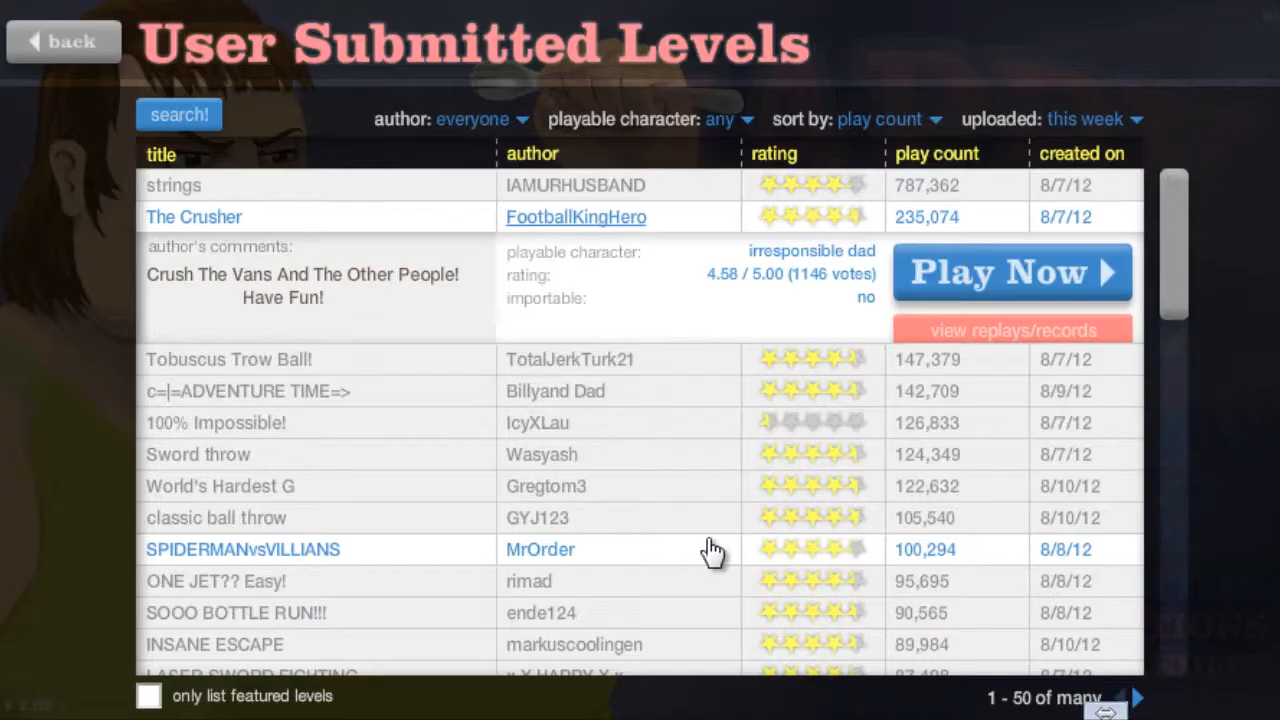 back
User Submitted Levels
search!
author: everyone playable character: any sort by: play count uploaded: this week
title author rating play count created on
strings IAMURHUSBAND 787,362 8/7/12
The Crusher FootballKingHero 235,074 8/7/12
author's comments:
Crush The Vans And The Other People!
Have Fun!
playable character: irresponsible dad
rating: 4.58 / 5.00 (1146 votes)
importable: no
Play Now
view replays/records
Tobuscus Trow Ball! TotalJerkTurk21 147,379 8/7/12
c=|=ADVENTURE TIME=> Billyand Dad 142,709 8/9/12
100% Impossible! IcyXLau 126,833 8/7/12
Sword throw Wasyash 124,349 8/7/12
World's Hardest G Gregtom3 122,632 8/10/12
classic ball throw GYJ123 105,540 8/10/12
SPIDERMANvsVILLIANS MrOrder 100,294 8/8/12
ONE JET?? Easy! rimad 95,695 8/8/12
SOOO BOTTLE RUN!!! ende124 90,565 8/8/12
INSANE ESCAPE markuscoolingen 89,984 8/10/12
LASER SWORD FIGHTING
only list featured levels
1 - 50 of many